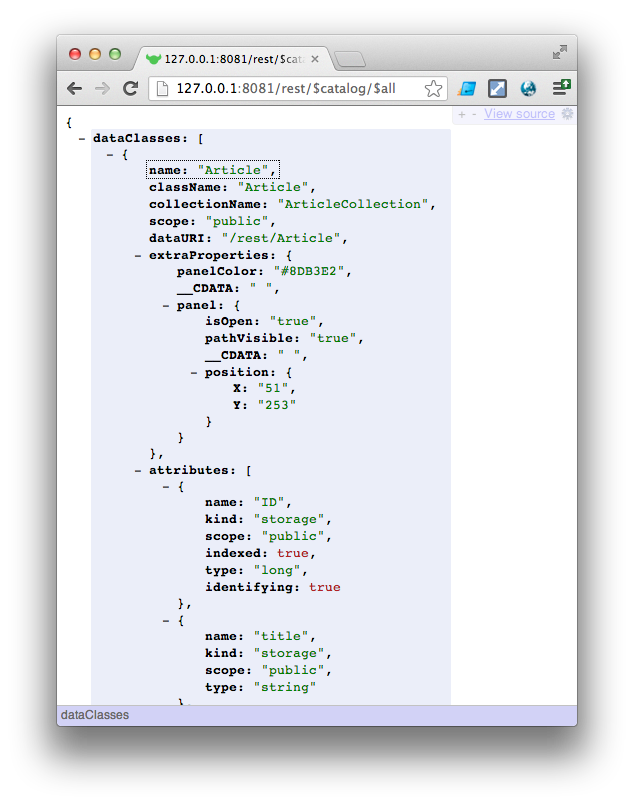 127.0.0.1:8081/rest/$cat
127.0.0.1:8081/rest/$catalog/$all
+ - View source
{
- dataClasses: [
- {
name: "Article",
className: "Article",
collectionName: "ArticleCollection",
scope: "public",
dataURI: "/rest/Article",
- extraProperties: {
panelColor: "#8DB3E2",
__CDATA: " ",
- panel: {
isOpen: "true",
pathVisible: "true",
__CDATA: " ",
- position: {
X: "51",
Y: "253"
}
}
},
- attributes: [
- {
name: "ID",
kind: "storage",
scope: "public",
indexed: true,
type: "long",
identifying: true
},
- {
name: "title",
kind: "storage",
scope: "public",
type: "string"
},
dataClasses